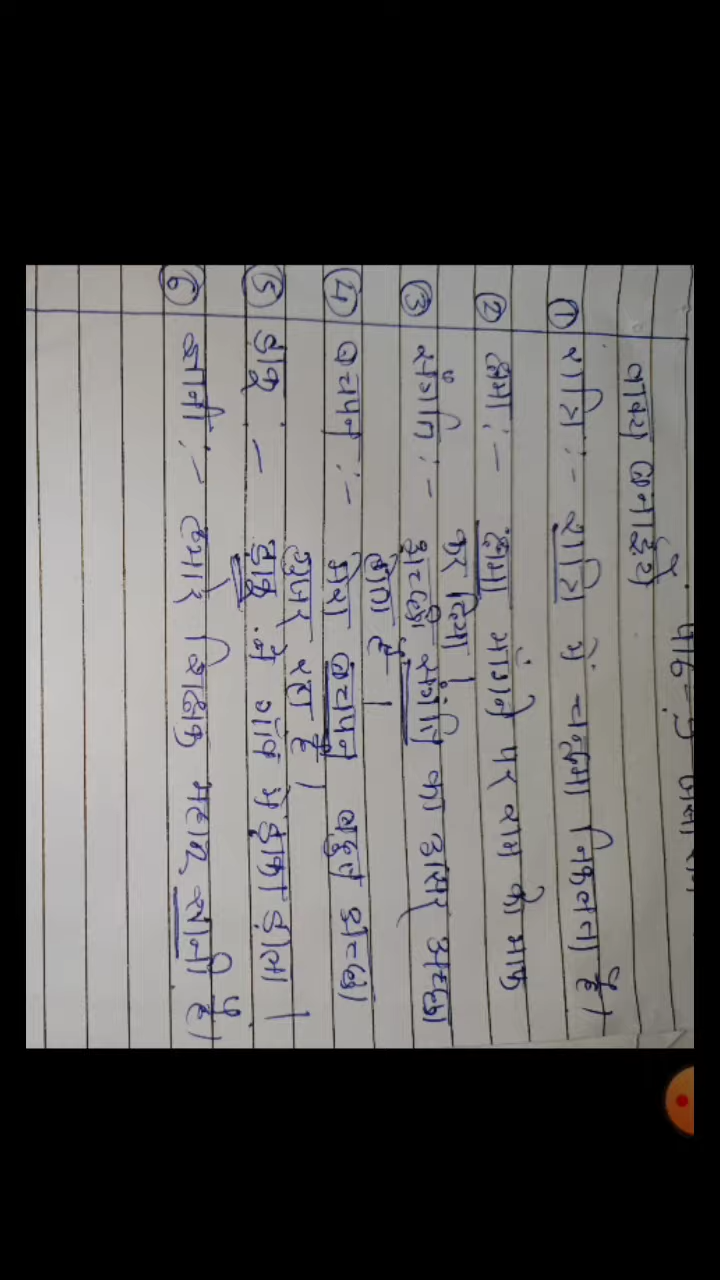 पाठ - 5
वाक्य बनाईये
① रात्रि :- रात्रि में चन्द्रमा निकलता है।
② क्षमा :- क्षमा मांगने पर राम को माफ
कर दिया।
③ संगति :- अच्छी संगति का असर अच्छा
होता है।
④ बचपन :- मेरा बचपन बहुत अच्छा
गुजर रहा है।
⑤ डाकू - डाकू ने गाँव मे डाका डाला।
⑥ ज्ञानी :- हमारे शिक्षक महान ज्ञानी है।